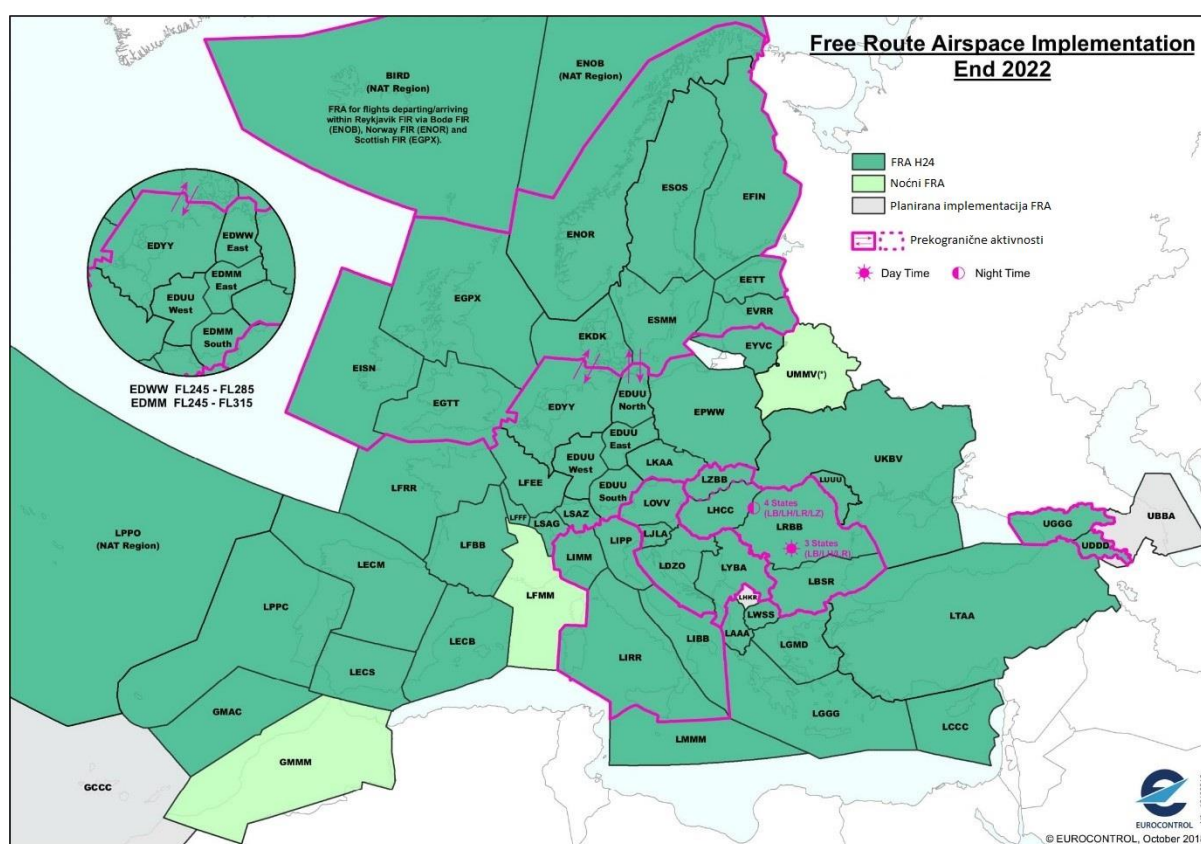 Free Route Airspace Implementation
End 2022
BIRD
(NAT Region)
FRA for flights departing/arriving
within Reykjavik FIR via Bodø FIR
(ENOB), Norway FIR (ENOR) and
Scottish FIR (EGPX).
ENOB
(NAT Region)
FRA H24
Noćni FRA
Planirana implementacija FRA
Prekogranične aktivnosti
Day Time
Night Time
EDYY
EDWW
East
EDMM
East
EDUU
West
EDMM
South
EDWW FL245 - FL285
EDMM FL245 - FL315
ESOS
EFIN
ENOR
EGPX
EETT
EVRR
ESMM
EKDK
EYVC
EISN
EGTT
UMMV(*)
EDYY
EDUU
North
EPWW
EDUU
East
EDUU
West
LKAA
UKBV
LFEE
EDUU
South
LZBB
LUUU
LFRR
LOVV
LHCC
4 States
(LB/LH/LR/LZ)
LRBB
UBBA
LPPO
(NAT Region)
LFFF
LSAG
LSAZ
LJLA
UGGG
LFBB
LIMM
LIPP
3 States
(LB/LH/LR)
UDDD
LECM
LDZO
LYBA
LBSR
LFMM
LHKR
LPPC
LWSS
LTAA
LECB
LIBB
LAAA
LGMD
LIRR
LECS
GMAC
LGGG
LCCC
LMMM
GMMM
GCCC
EUROCONTROL
© EUROCONTROL, October 201